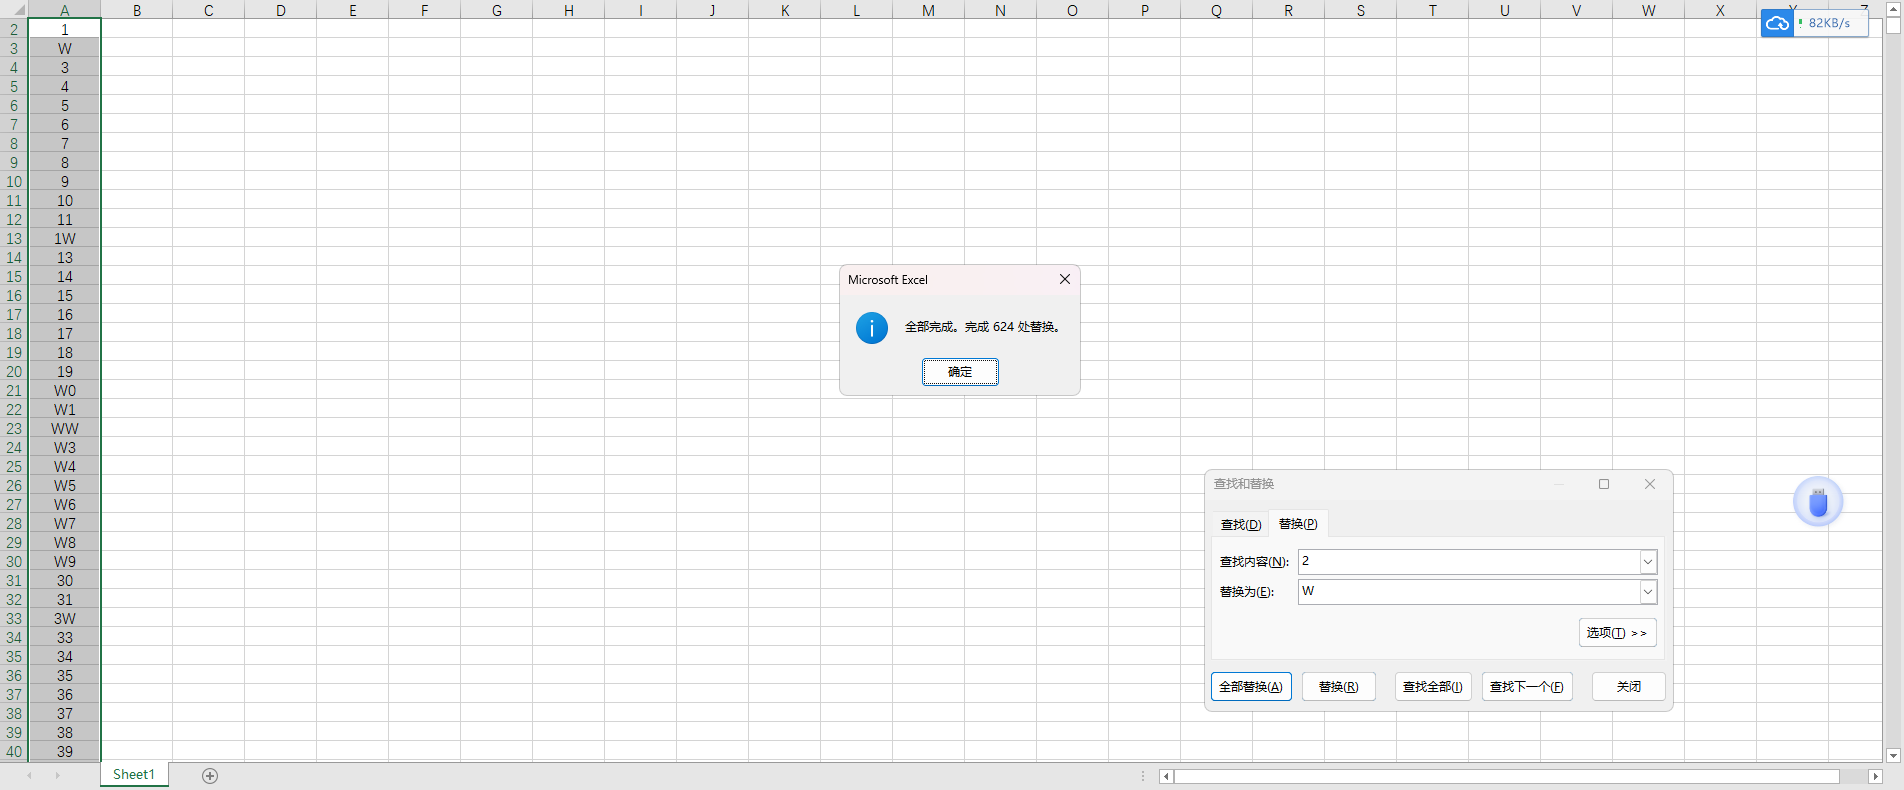 A B C D E F G H I J K L M N O P Q R S T U V W X Y Z
82KB/s
2 1
3 W
4 3
5 4
6 5
7 6
8 7
9 8
10 9
11 10
12 11
13 1W
14 13
15 14
16 15
17 16
18 17
19 18
20 19
21 W0
22 W1
23 WW
24 W3
25 W4
26 W5
27 W6
28 W7
29 W8
30 W9
31 30
32 31
33 3W
34 33
35 34
36 35
37 36
38 37
39 38
40 39
Microsoft Excel
全部完成。完成 624 处替换。
确定
查找和替换
查找(D) 替换(P)
查找内容(N): 2
替换为(E): W
选项(T) >>
全部替换(A) 替换(R) 查找全部(I) 查找下一个(F) 关闭
Sheet1